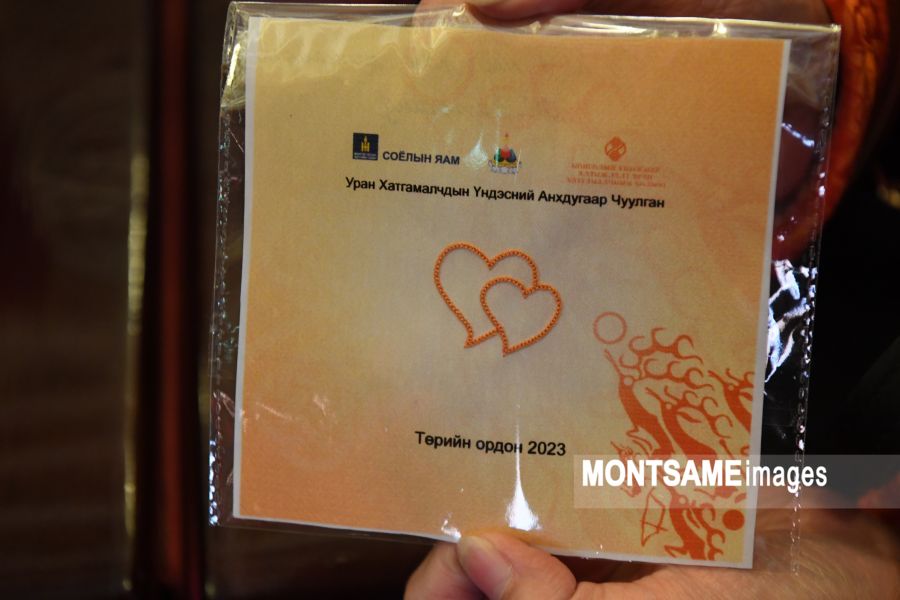 СОЁЛЫН ЯАМ
Уран Хатгамалчдын Үндэсний Анхдугаар Чуулган
Төрийн ордон 2023
MONTSAMEimages